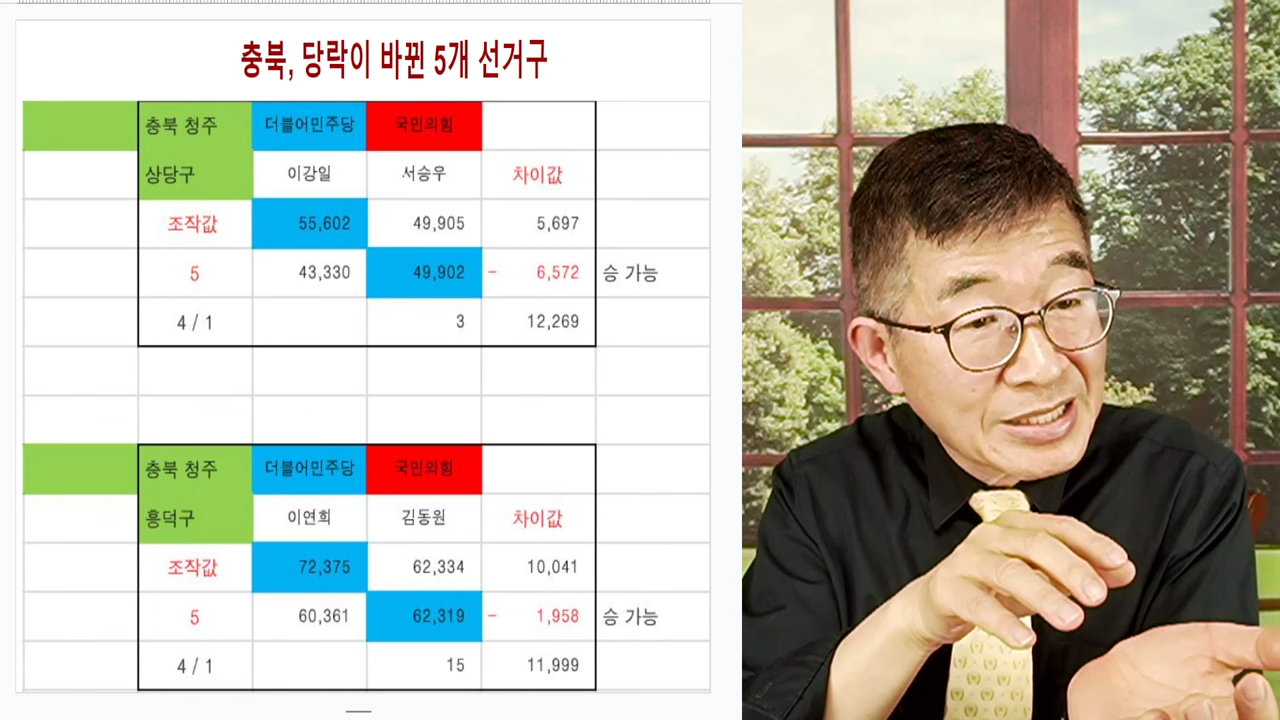 충북, 당락이 바뀐 5개 선거구
충북 청주 더블어민주당 국민의힘
상당구 이강일 서승우 차이값
조작값 55,602 49,905 5,697
5 43,330 49,902 - 6,572 승 가능
4 / 1 3 12,269
충북 청주 더블어민주당 국민의힘
흥덕구 이연희 김동원 차이값
조작값 72,375 62,334 10,041
5 60,361 62,319 - 1,958 승 가능
4 / 1 15 11,999